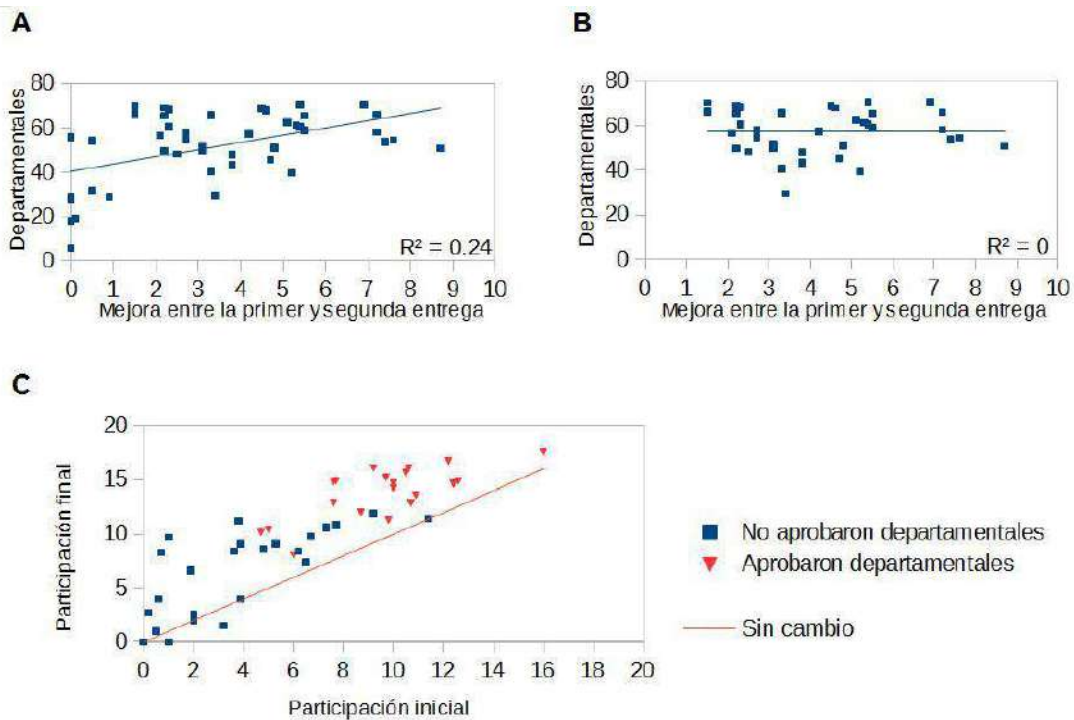 A
Departamentales
80
60
40
20
0
R² = 0.24
0 1 2 3 4 5 6 7 8 9 10
Mejora entre la primer y segunda entrega
B
Departamentales
80
60
40
20
0
R² = 0
0 1 2 3 4 5 6 7 8 9 10
Mejora entre la primer y segunda entrega
C
Participación final
20
15
10
5
0
0 2 4 6 8 10 12 14 16 18 20
Participación inicial
No aprobaron departamentales
Aprobaron departamentales
Sin cambio